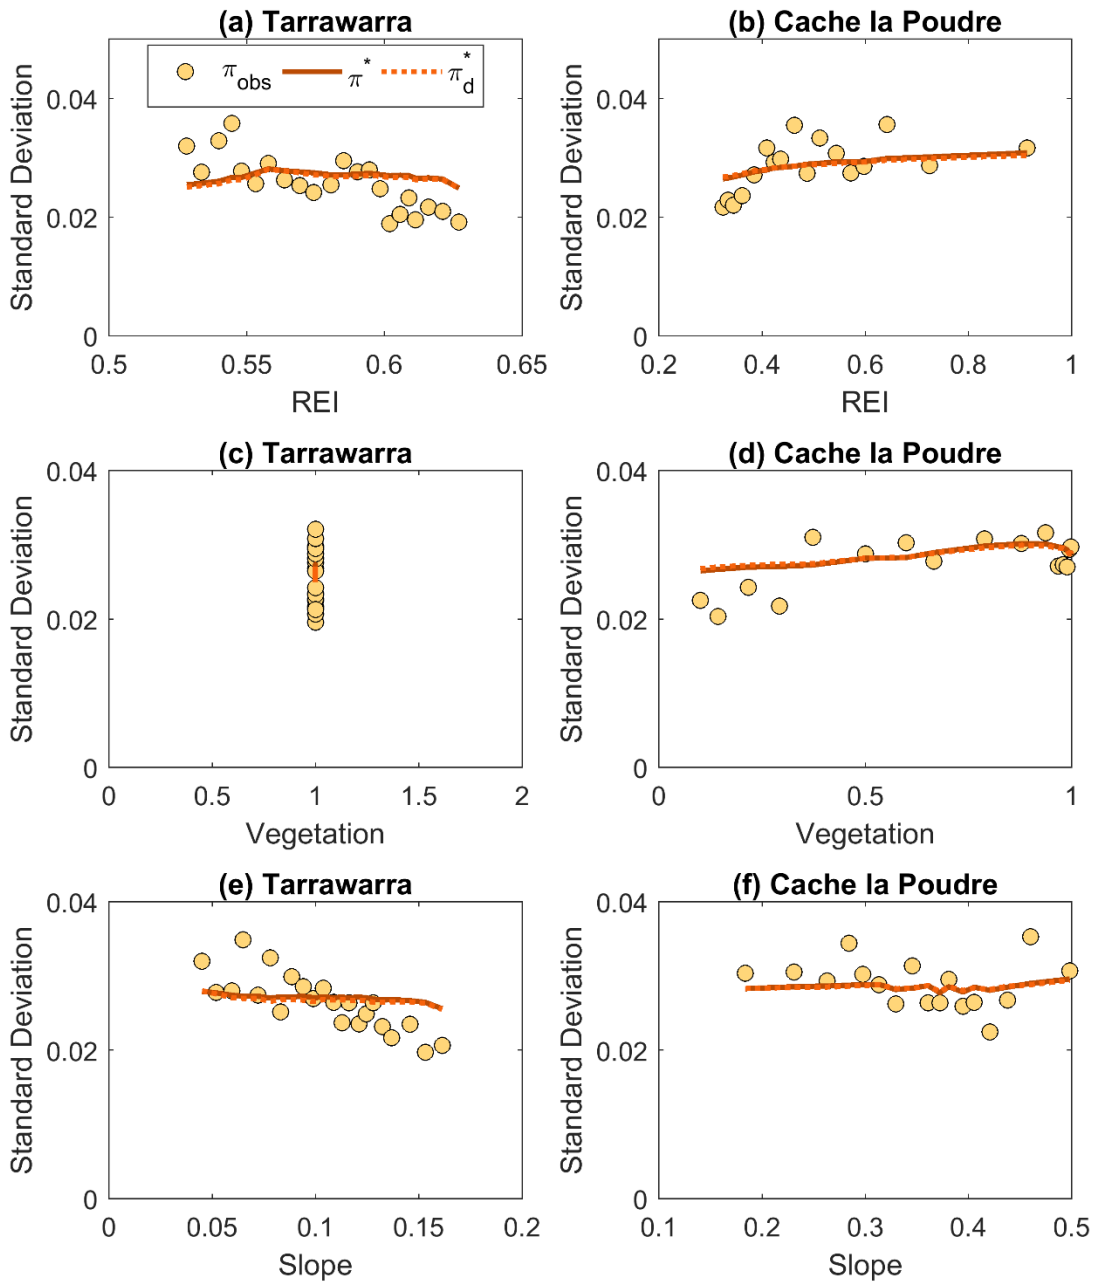 (a) Tarrawarra
π obs π* π*d
0.04
0.02
0
Standard Deviation
0.5 0.55 0.6 0.65
REI
(b) Cache la Poudre
0.04
0.02
0
Standard Deviation
0.2 0.4 0.6 0.8 1
REI
(c) Tarrawarra
0.04
0.02
0
Standard Deviation
0 0.5 1 1.5 2
Vegetation
(d) Cache la Poudre
0.04
0.02
0
Standard Deviation
0 0.5 1
Vegetation
(e) Tarrawarra
0.04
0.02
0
Standard Deviation
0 0.05 0.1 0.15 0.2
Slope
(f) Cache la Poudre
0.04
0.02
0
Standard Deviation
0.1 0.2 0.3 0.4 0.5
Slope